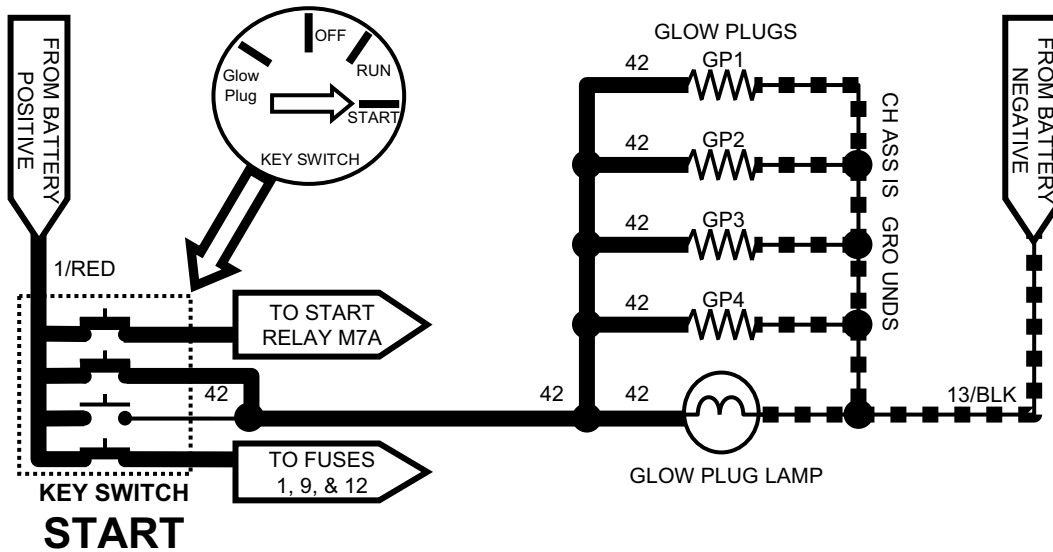 FROM BATTERY
POSITIVE
OFF
Glow
Plug
RUN
START
KEY SWITCH
GLOW PLUGS
42
GP1
42
GP2
42
GP3
42
GP4
CH ASS IS GRO UNDS
FROM BATTERY
NEGATIVE
1/RED
TO START
RELAY M7A
42
42
42
13/BLK
TO FUSES
1, 9, & 12
GLOW PLUG LAMP
KEY SWITCH
START